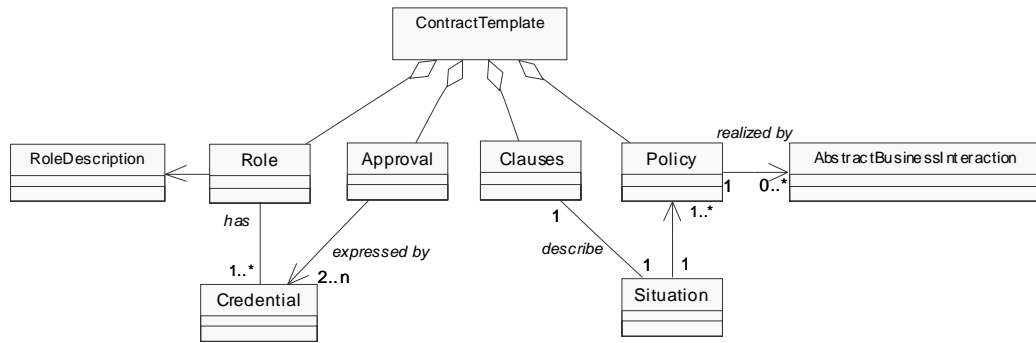 ContractTemplate
realized by
RoleDescription
Role
Approval
Clauses
Policy
AbstractBusinessInteraction
1
0..*
has
1
1..*
expressed by
describe
1..*
2..n
1
1
Credential
Situation